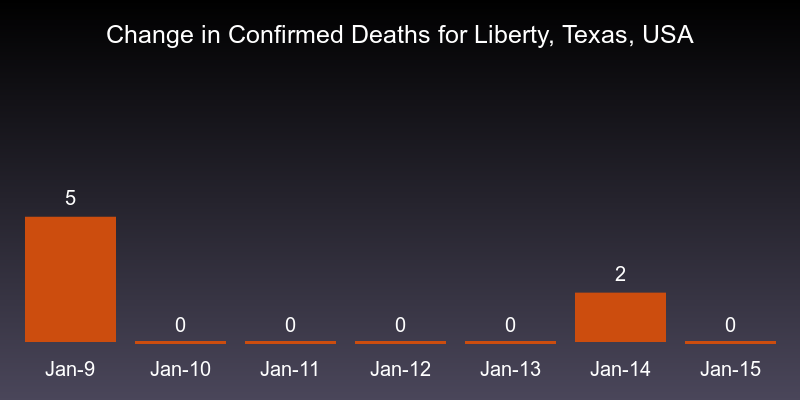 Change in Confirmed Deaths for Liberty, Texas, USA
5
0
0
0
0
2
0
Jan-9
Jan-10
Jan-11
Jan-12
Jan-13
Jan-14
Jan-15